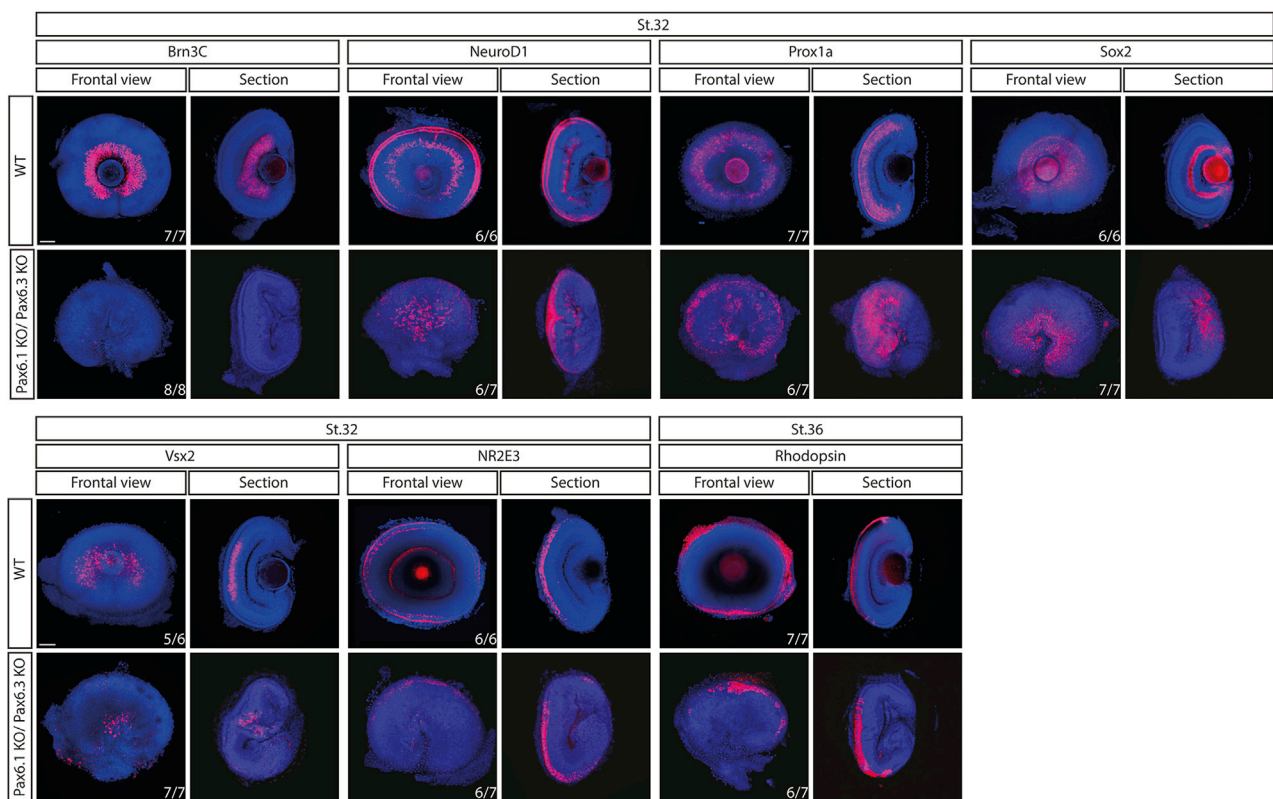 St.32
Brn3C NeuroD1 Prox1a Sox2
Frontal view Section Frontal view Section Frontal view Section Frontal view Section
WT
7/7 6/6 7/7 6/6
Pax6.1 KO/ Pax6.3 KO
8/8 6/7 6/7 7/7
St.32 St.36
Vsx2 NR2E3 Rhodopsin
Frontal view Section Frontal view Section Frontal view Section
WT
5/6 6/6 7/7
Pax6.1 KO/ Pax6.3 KO
7/7 6/7 6/7